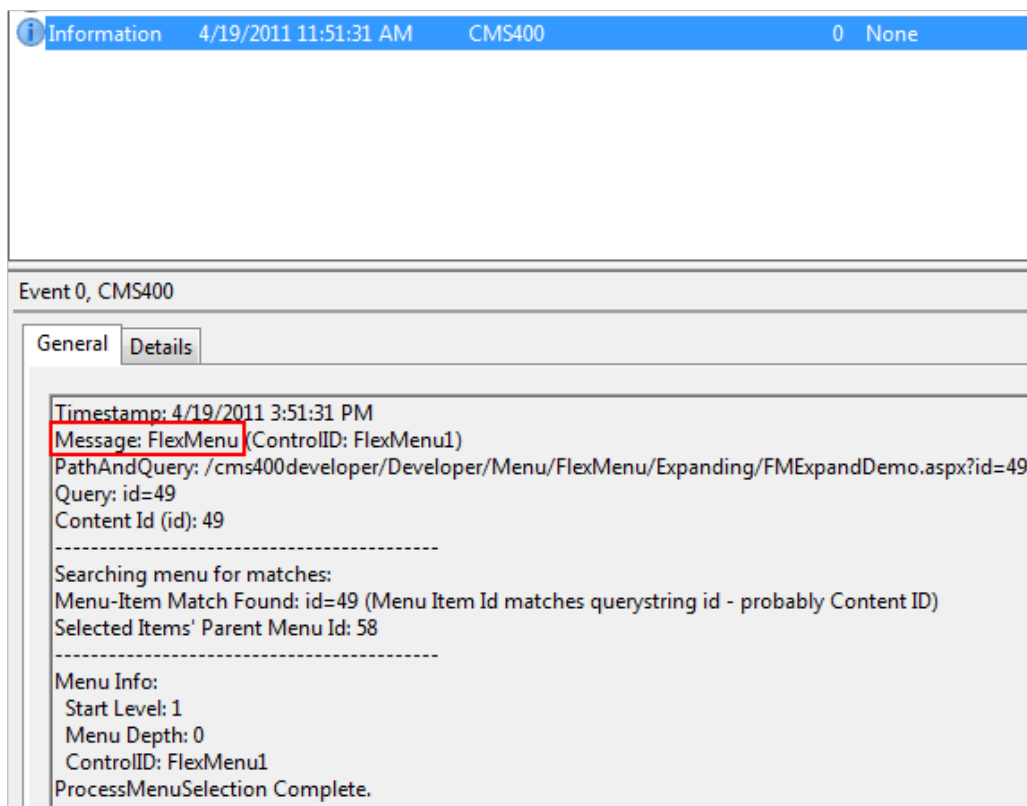 Information 4/19/2011 11:51:31 AM CMS400 0 None
Event 0, CMS400
General Details
Timestamp: 4/19/2011 3:51:31 PM
Message: FlexMenu (ControlID: FlexMenu1)
PathAndQuery: /cms400developer/Developer/Menu/FlexMenu/Expanding/FMExpandDemo.aspx?id=49
Query: id=49
Content Id (id): 49
-------------------------------------------
Searching menu for matches:
Menu-Item Match Found: id=49 (Menu Item Id matches querystring id - probably Content ID)
Selected Items' Parent Menu Id: 58
-------------------------------------------
Menu Info:
Start Level: 1
Menu Depth: 0
ControlID: FlexMenu1
ProcessMenuSelection Complete.